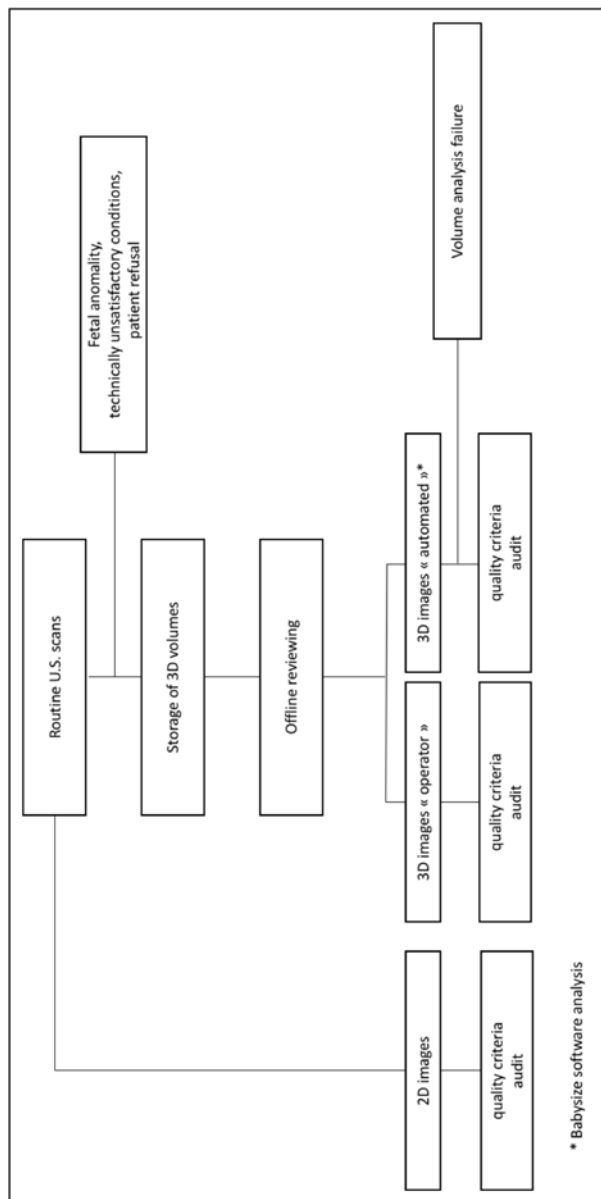 Routine U.S. scans
Fetal anomality,
technically unsatisfactory conditions,
patient refusal
Storage of 3D volumes
Offline reviewing
2D images
3D images « operator »
3D images « automated »*
Volume analysis failure
quality criteria
audit
quality criteria
audit
quality criteria
audit
* Babysize software analysis